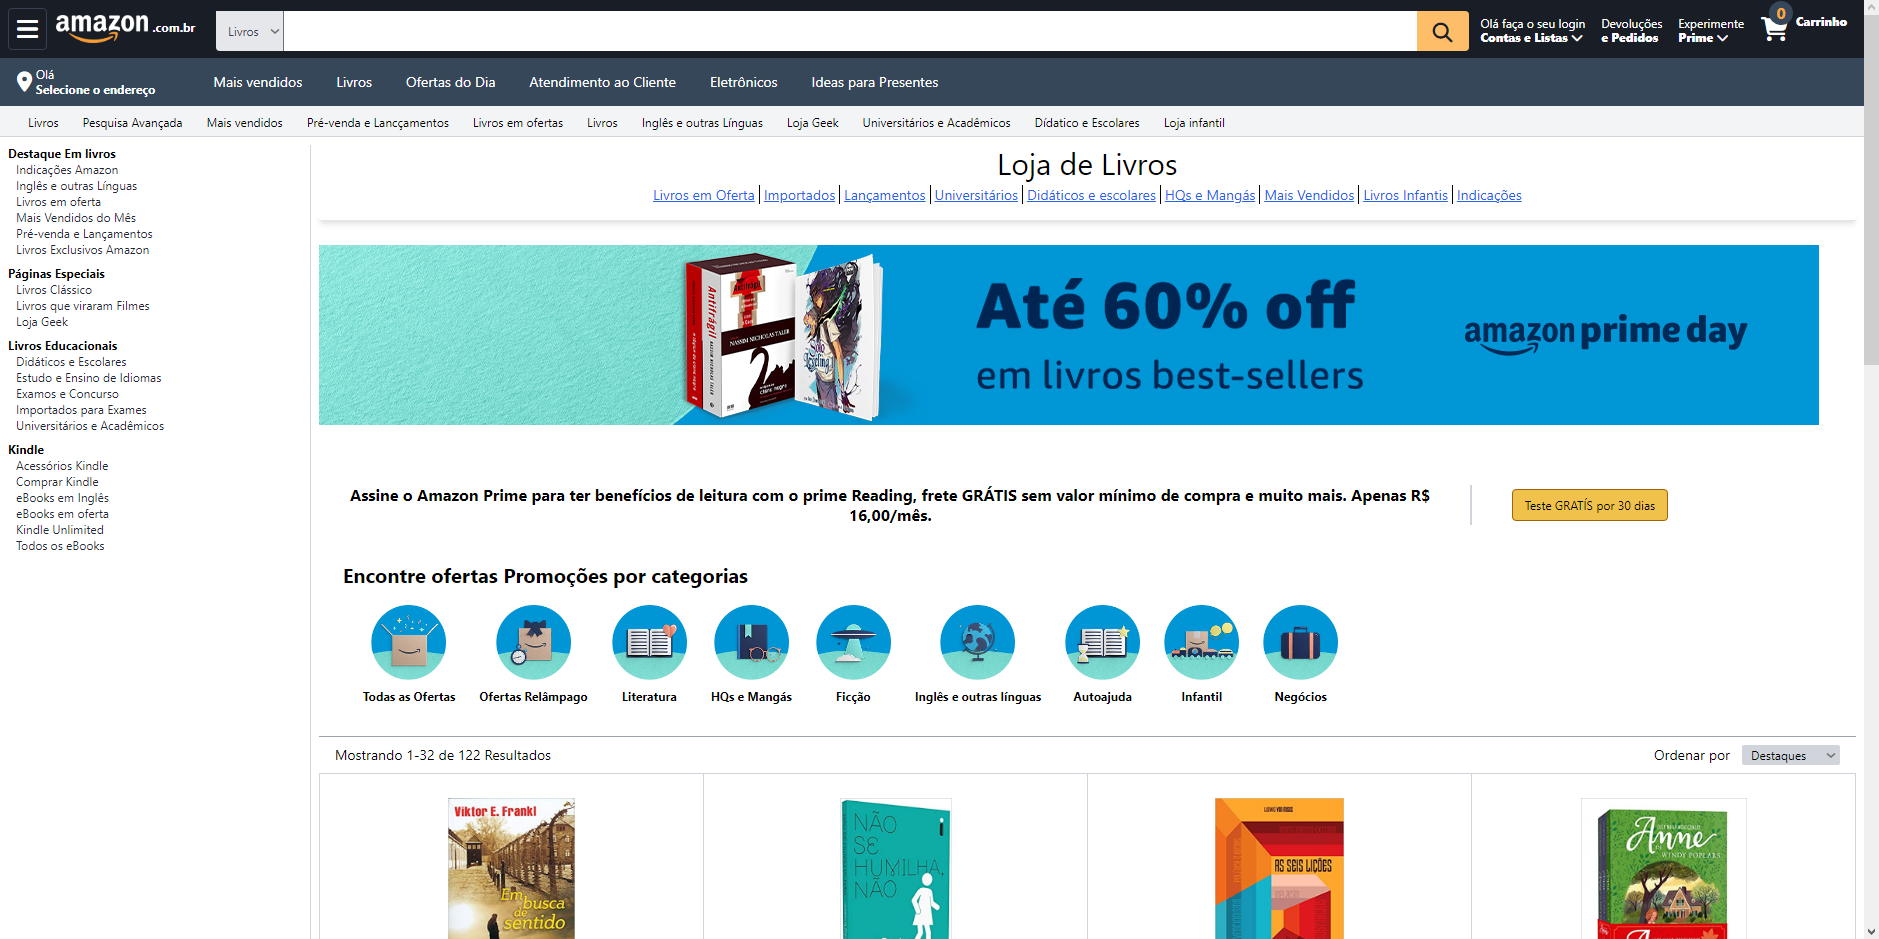 amazon.com.br
Livros
Olá faça o seu login
Contas e Listas
Devoluções
e Pedidos
Experimente
Prime
0
Carrinho
Olá
Selecione o endereço
Mais vendidos
Livros
Ofertas do Dia
Atendimento ao Cliente
Eletrônicos
Ideas para Presentes
Livros
Pesquisa Avançada
Mais vendidos
Pré-venda e Lancçamentos
Livros em ofertas
Livros
Inglês e outras Línguas
Loja Geek
Universitários e Acadêmicos
Dídatico e Escolares
Loja infantil
Destaque Em livros
Indicações Amazon
Inglês e outras Línguas
Livros em oferta
Mais Vendidos do Mês
Pré-venda e Lançamentos
Livros Exclusivos Amazon
Páginas Especiais
Livros Clássico
Livros que viraram Filmes
Loja Geek
Livros Educacionais
Didáticos e Escolares
Estudo e Ensino de Idiomas
Examos e Concurso
Importados para Exames
Universitários e Acadêmicos
Kindle
Acessórios Kindle
Comprar Kindle
eBooks em Inglês
eBooks em oferta
Kindle Unlimited
Todos os eBooks
Loja de Livros
Livros em Oferta
Importados
Lançamentos
Universitários
Didáticos e escolares
HQs e Mangás
Mais Vendidos
Livros Infantis
Indicações
Antifrágil
NASSIM NICHOLAS TALEB
Solo Leveling
Até 60% off
em livros best-sellers
amazon prime day
Assine o Amazon Prime para ter benefícios de leitura com o prime Reading, frete GRÁTIS sem valor mínimo de compra e muito mais. Apenas R$
16,00/mês.
Teste GRATÍS por 30 dias
Encontre ofertas Promoções por categorias
Todas as Ofertas
Ofertas Relâmpago
Literatura
HQs e Mangás
Ficção
Inglês e outras línguas
Autoajuda
Infantil
Negócios
Mostrando 1-32 de 122 Resultados
Ordenar por
Destaques
Viktor E. Frankl
Em
busca
de
sentido
NÃO
SE
HUMILHA,
NÃO
LUDWIG VON MISES
AS SEIS LIÇÕES
Anne
DE WINDY POPLARS